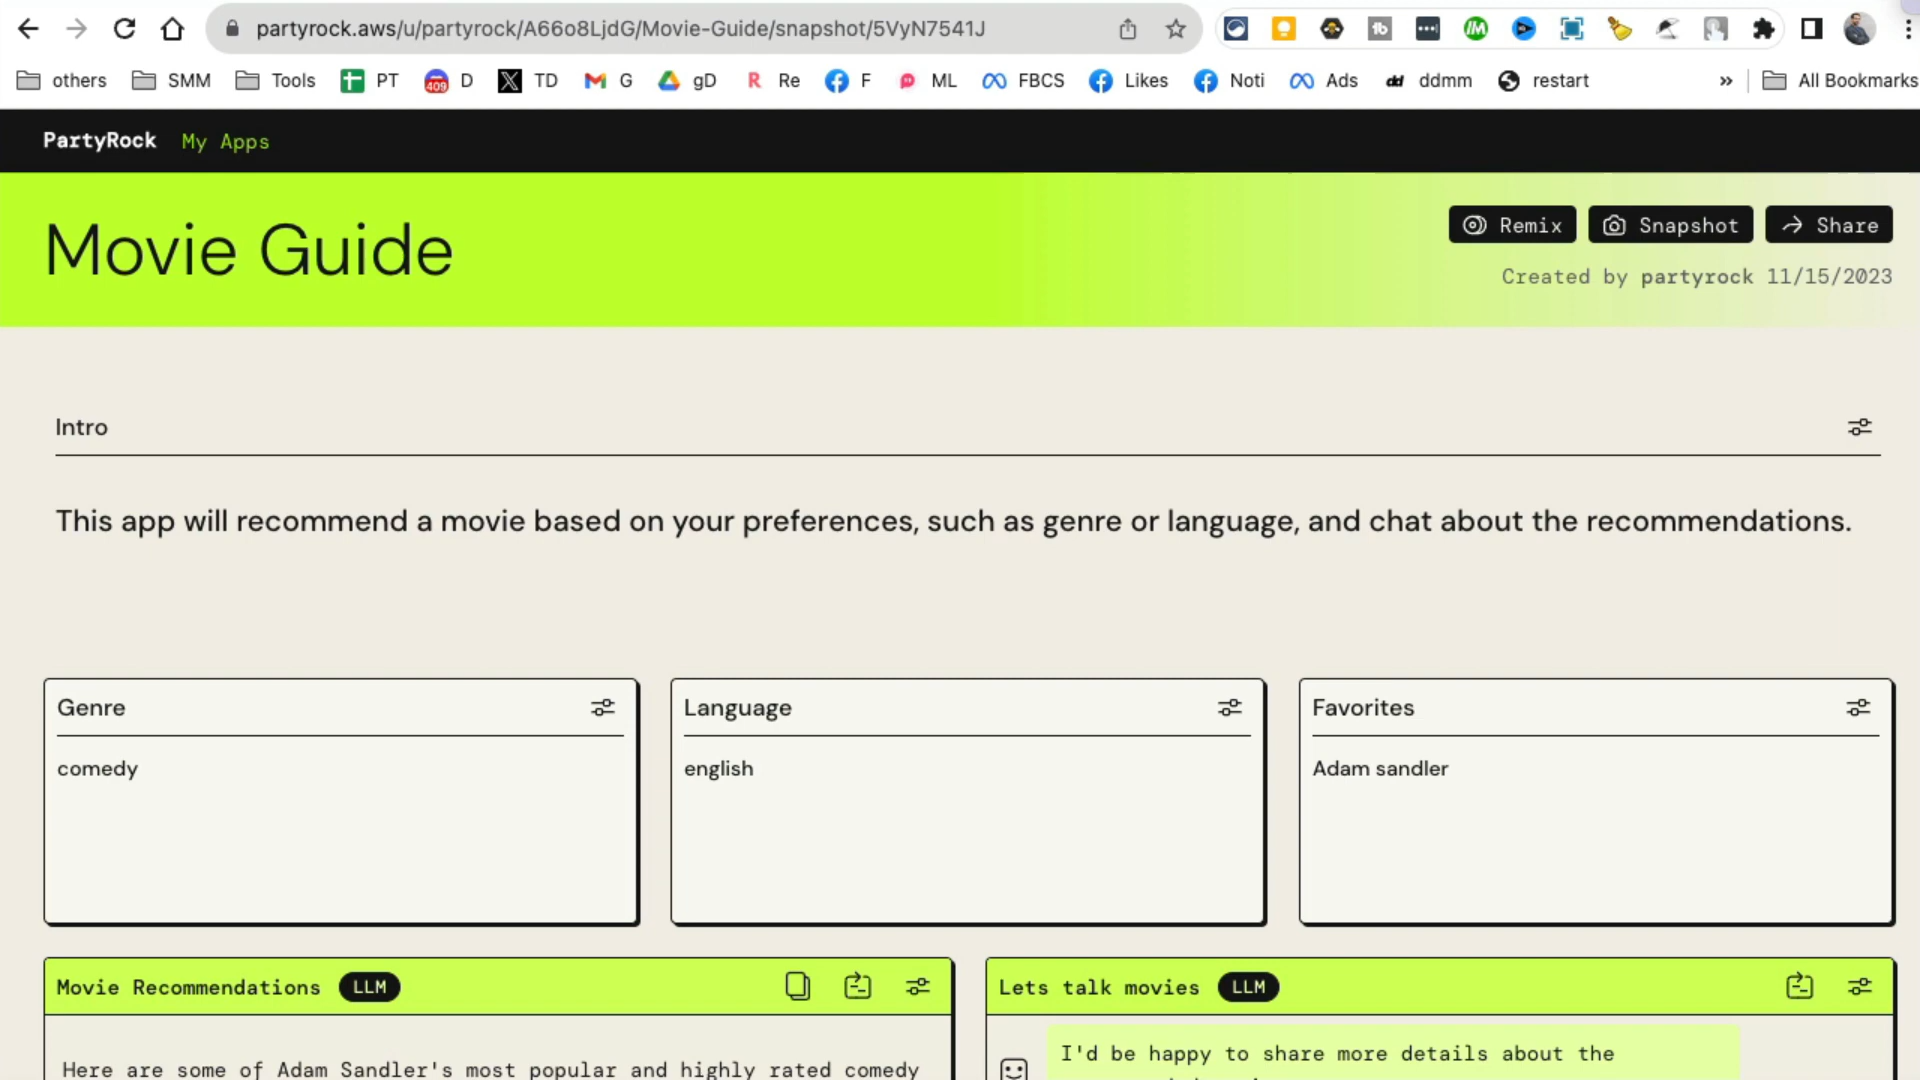 partyrock.aws/u/partyrock/A66o8LjdG/Movie-Guide/snapshot/5VyN7541J
others SMM Tools PT 409 D TD G gD R Re F ML FBCS Likes Noti Ads dd ddmm restart » All Bookmarks
PartyRock My Apps
Movie Guide
Remix Snapshot Share
Created by partyrock 11/15/2023
Intro
This app will recommend a movie based on your preferences, such as genre or language, and chat about the recommendations.
Genre
comedy
Language
english
Favorites
Adam sandler
Movie Recommendations LLM
Here are some of Adam Sandler's most popular and highly rated comedy
Lets talk movies LLM
I'd be happy to share more details about the